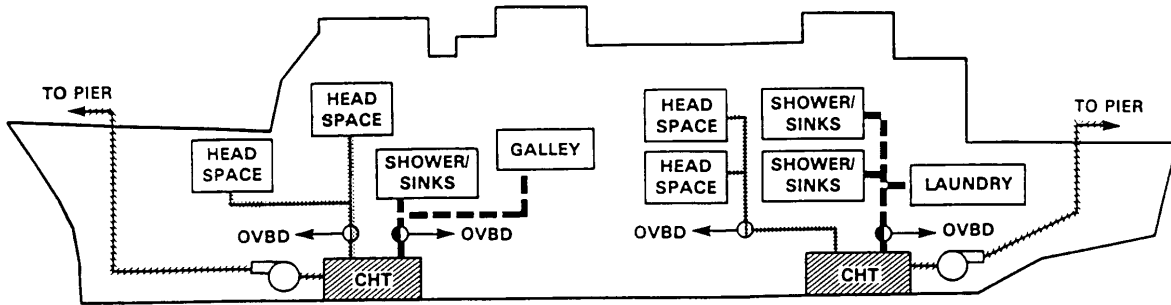 TO PIER
HEAD
SPACE
HEAD
SPACE
SHOWER/
SINKS
GALLEY
OVBD
OVBD
CHT
HEAD
SPACE
HEAD
SPACE
SHOWER/
SINKS
SHOWER/
SINKS
LAUNDRY
TO PIER
OVBD
OVBD
CHT